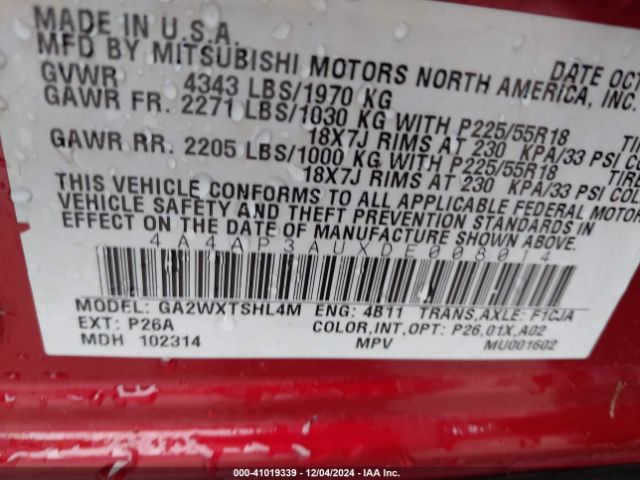 MADE IN U.S.A.
MFD BY MITSUBISHI MOTORS NORTH AMERICA, INC
DATE OCT
GVWR 4343 LBS/1970 KG
GAWR FR. 2271 LBS/1030 KG WITH P225/55R18
18X7J RIMS AT 230 KPA/33 PSI COL
GAWR RR. 2205 LBS/1000 KG WITH P225/55R18
18X7J RIMS AT 230 KPA/33 PSI COL
THIS VEHICLE CONFORMS TO ALL APPLICABLE FEDERAL MOTOR
VEHICLE SAFETY AND THEFT PREVENTION STANDARDS IN
EFFECT ON THE DATE OF MANUFACTURE SHOWN ABOVE.
4A4AP3AUXDE008014
MODEL: GA2WXTSHL4M ENG: 4B11 TRANS,AXLE: F1CJA
EXT: P26A COLOR,INT,OPT: P26,01X,A02
MDH 102314 MPV MU001602
000-41019339 - 12/04/2024 - IAA Inc.